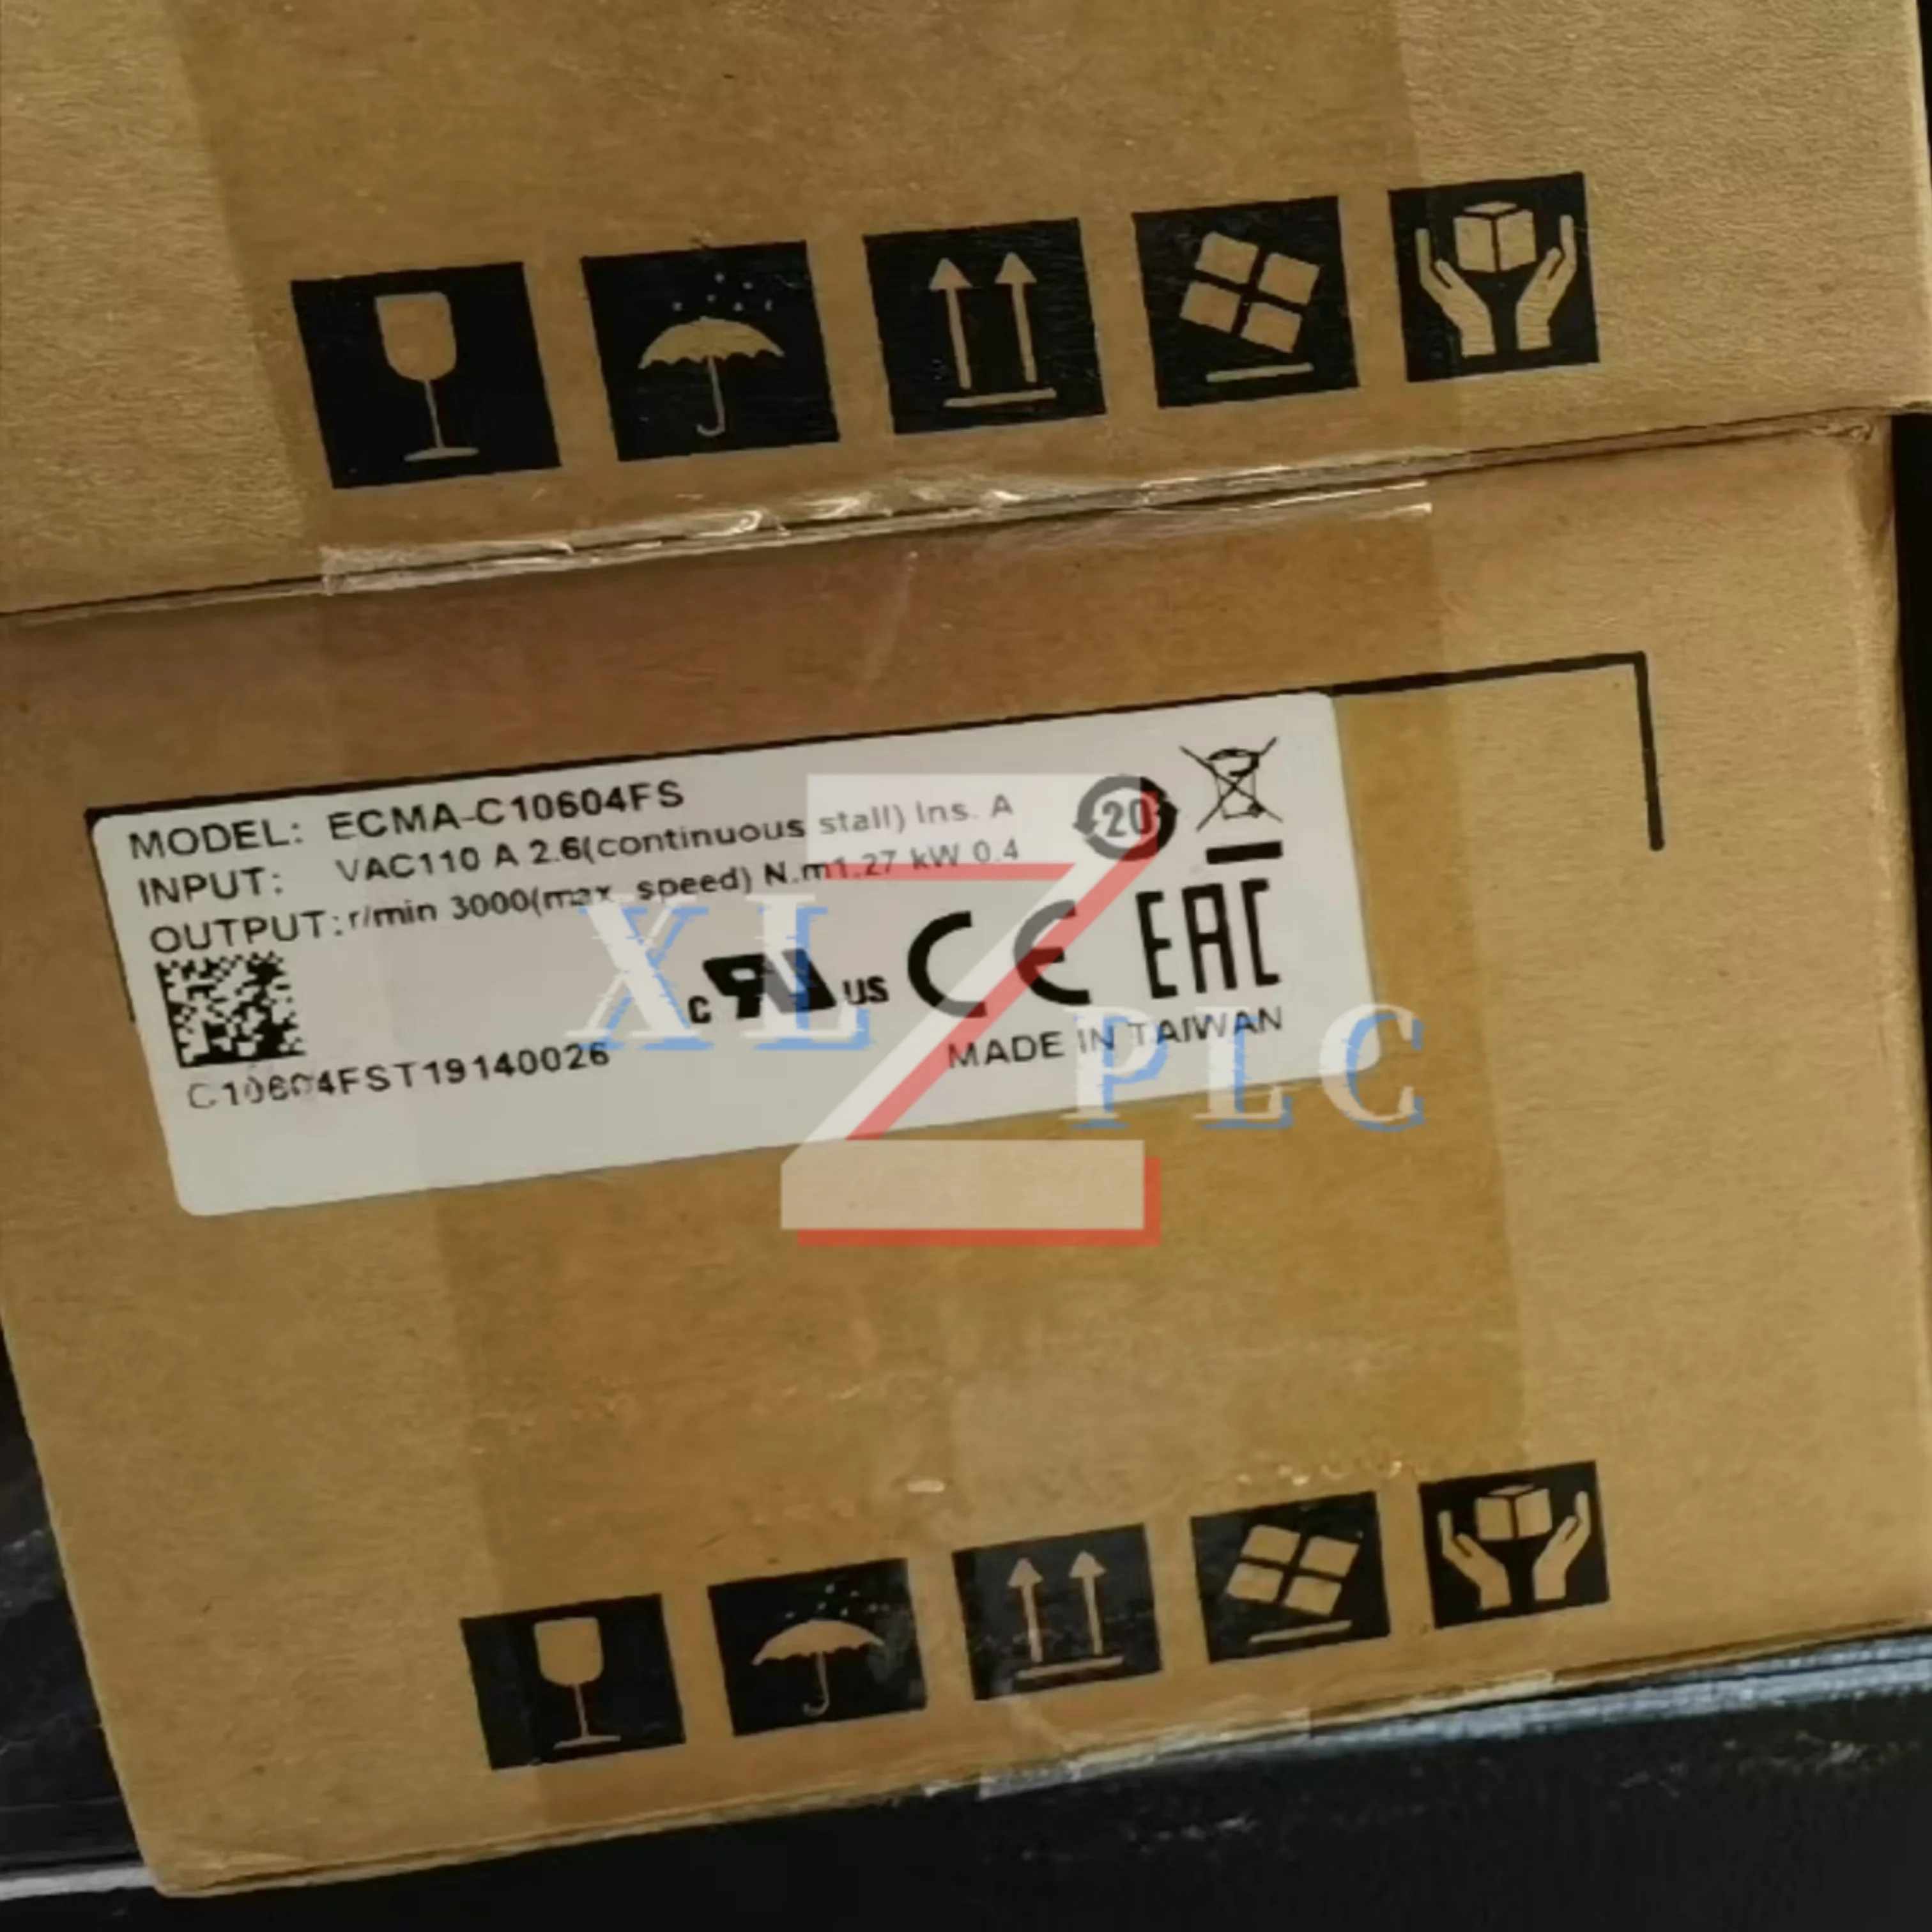 MODEL: ECMA-C10604FS
INPUT: VAC110 A 2.6(continuous stall) Ins. A
OUTPUT: r/min 3000(max. speed) N.m1.27 kW 0.4
20
c RU us CE EAC
C10604FST19140026
MADE IN TAIWAN
XL Z PLC